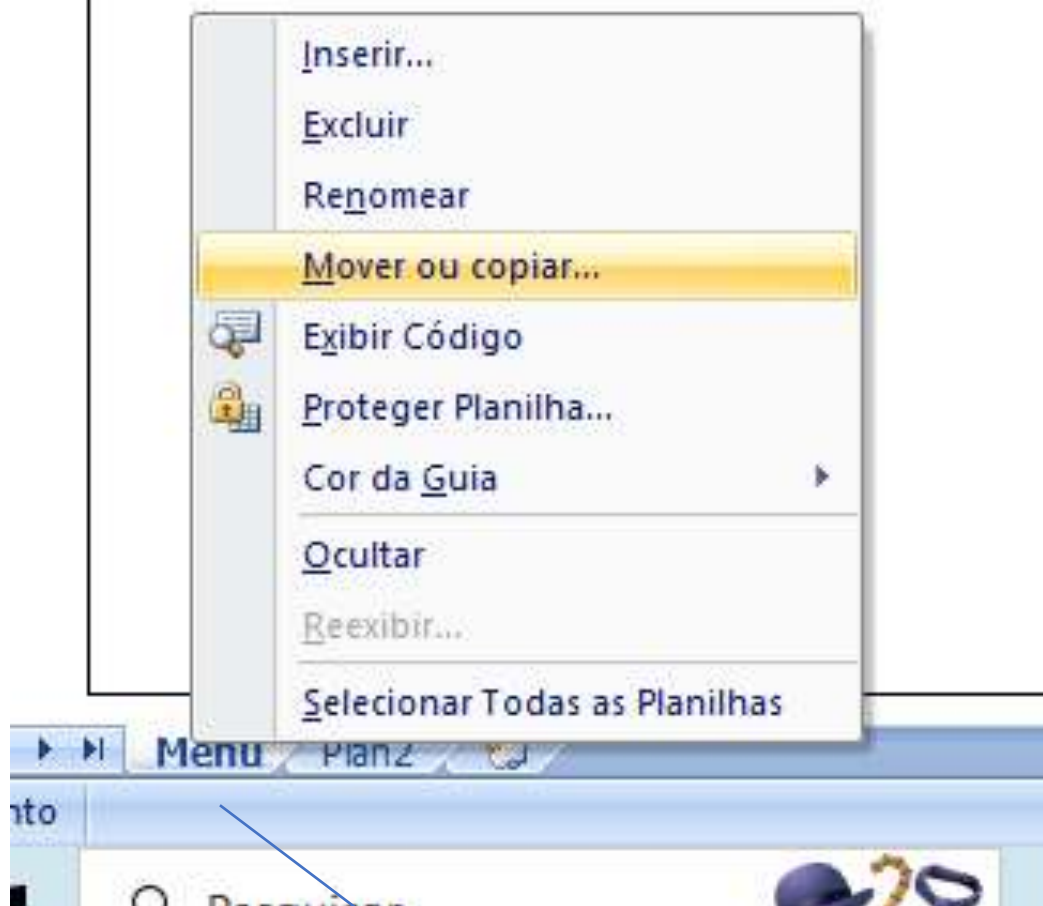 Inserir...
Excluir
Renomear
Mover ou copiar...
Exibir Código
Proteger Planilha...
Cor da Guia
Ocultar
Reexibir...
Selecionar Todas as Planilhas
Menu Plan2
nto